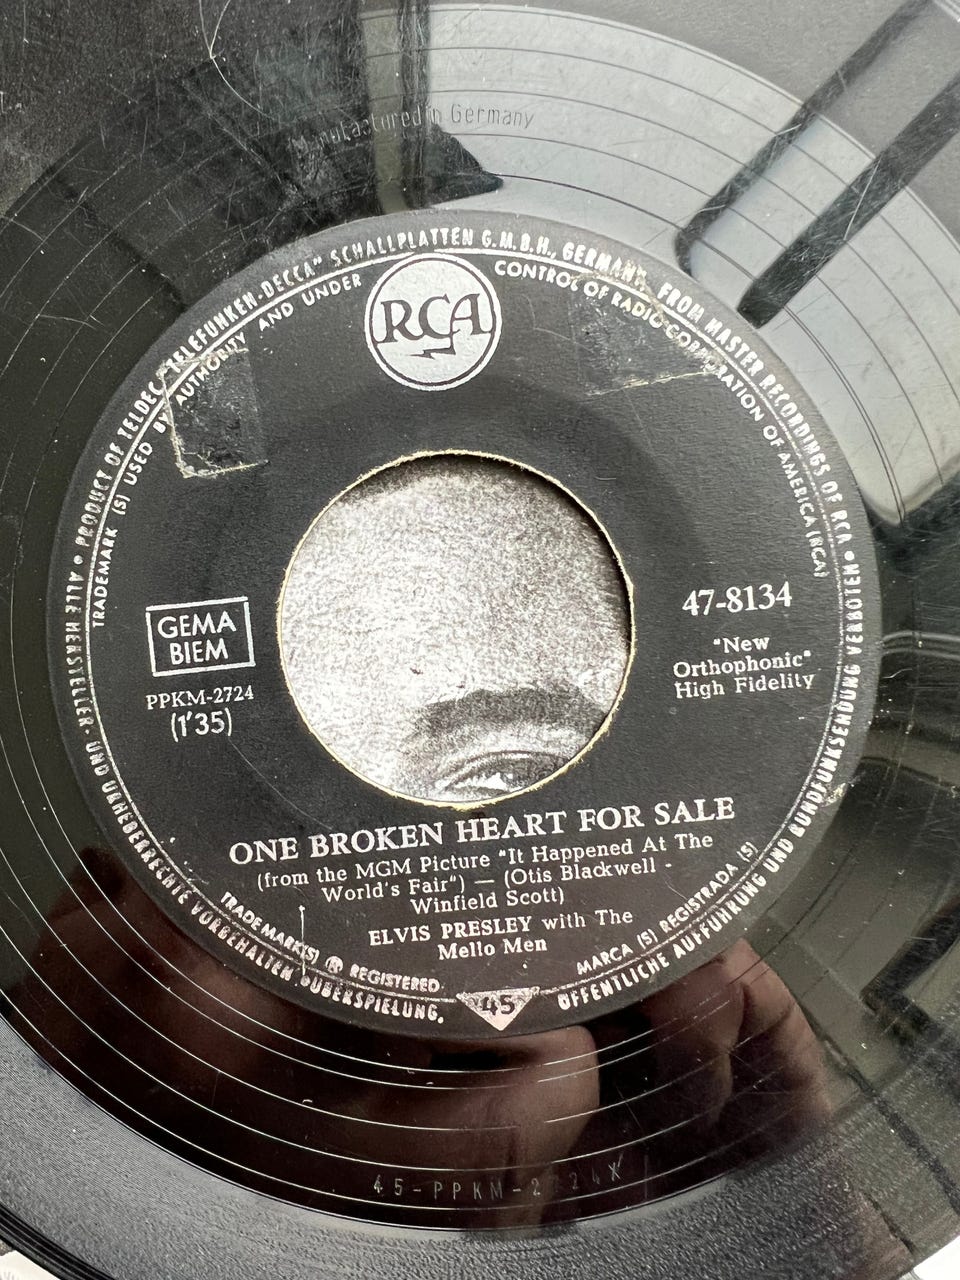 Manufactured in Germany
PRODUCT OF TELDEC „TELEFUNKEN-DECCA" SCHALLPLATTEN G.M.B.H., GERMANY, FROM MASTER RECORDINGS OF RCA •
TRADEMARK (S) USED BY AUTHORITY AND UNDER CONTROL OF RADIO CORPORATION OF AMERICA (RCA)
RCA
GEMA
BIEM
PPKM-2724
(1'35)
47-8134
"New
Orthophonic"
High Fidelity
ONE BROKEN HEART FOR SALE
(from the MGM Picture "It Happened At The
World's Fair") — (Otis Blackwell -
Winfield Scott)
ELVIS PRESLEY with The
Mello Men
TRADEMARK(S) ® REGISTERED
MARCA (S) REGISTRADA (S)
45
• ALLE HERSTELLER- UND URHEBERRECHTE VORBEHALTEN, ÜBERSPIELUNG, ÖFFENTLICHE AUFFÜHRUNG UND RUNDFUNKSENDUNG VERBOTEN
45-PPKM-2724X